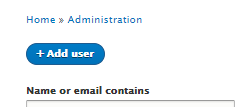 Home » Administration
+ Add user
Name or email contains